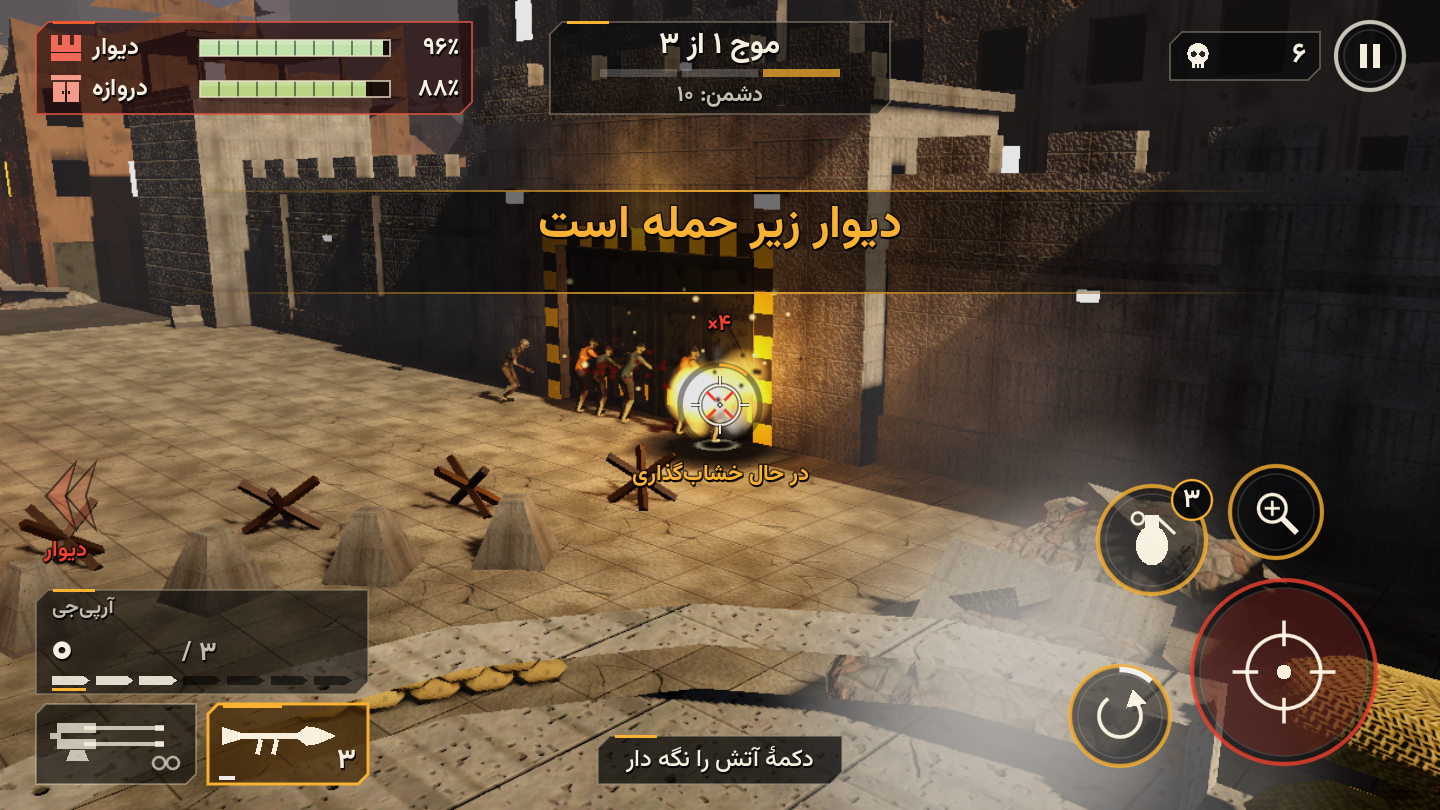 دیوار ۹۶٪
دروازه ۸۸٪
موج ۱ از ۳
دشمن: ۱۰
۶
دیوار زیر حمله است
×۴
در حال خشاب‌گذاری
دیوار
۳
آرپی‌جی
۰ / ۳
∞
۳
دکمهٔ آتش را نگه دار